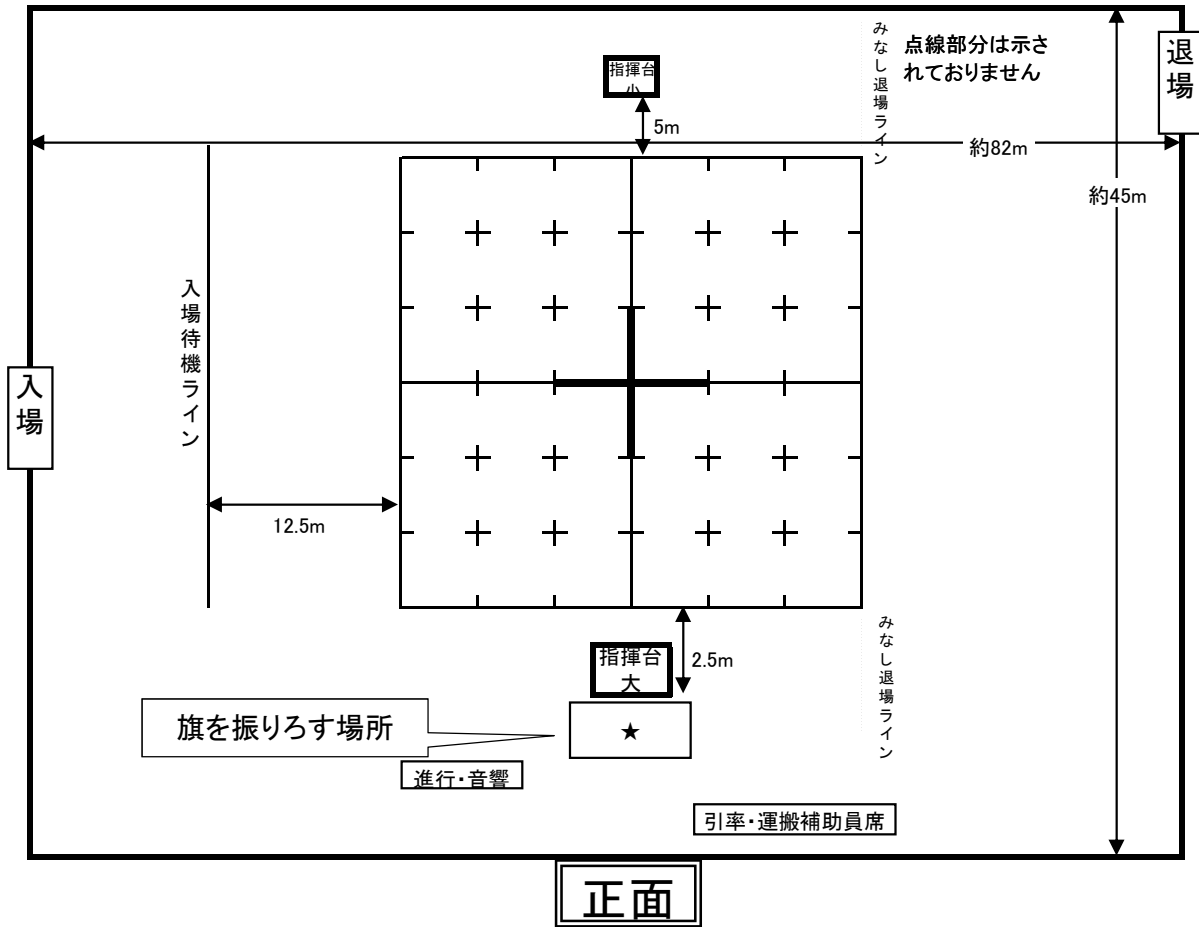 指揮台
小
みなし退場ライン
点線部分は示さ
れておりません
退場
5m
約82m
約45m
入場待機ライン
入場
12.5m
指揮台
大
2.5m
みなし退場ライン
旗を振りろす場所
★
進行・音響
引率・運搬補助員席
正面